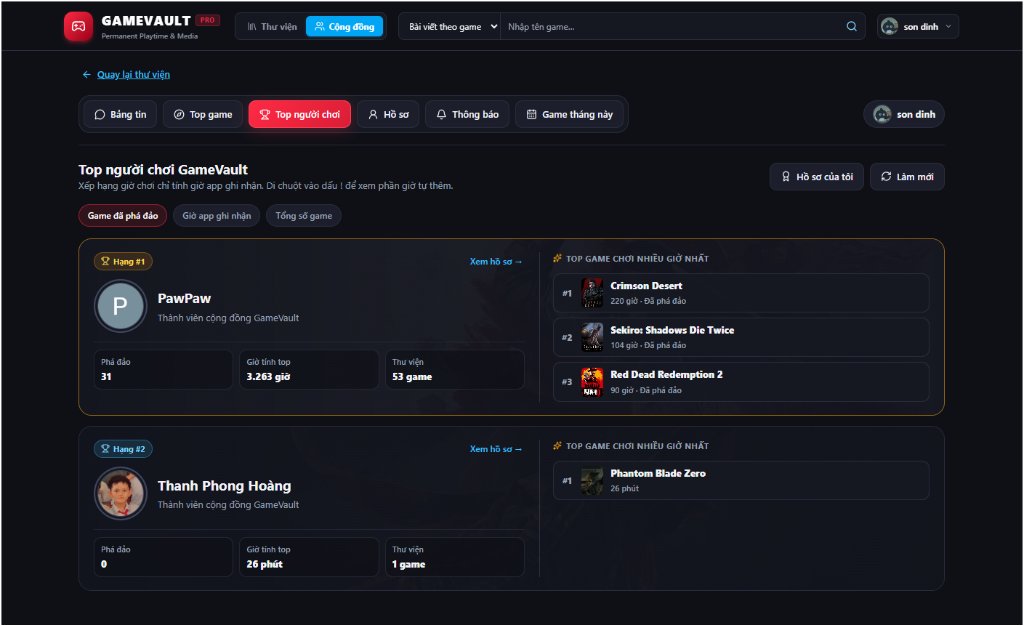 GAMEVAULT PRO
Permanent Playtime & Media
Thư viện
Cộng đồng
Bài viết theo game
Nhập tên game...
son dinh
← Quay lại thư viện
Bảng tin
Top game
Top người chơi
Hồ sơ
Thông báo
Game tháng này
son dinh
Top người chơi GameVault
Xếp hạng giờ chơi chỉ tính giờ app ghi nhận. Di chuột vào dấu ! để xem phần giờ tự thêm.
Hồ sơ của tôi
Làm mới
Game đã phá đảo
Giờ app ghi nhận
Tổng số game
Hạng #1
Xem hồ sơ →
P
PawPaw
Thành viên cộng đồng GameVault
Phá đảo
31
Giờ tính top
3.263 giờ
Thư viện
53 game
TOP GAME CHƠI NHIỀU GIỜ NHẤT
#1
Crimson Desert
220 giờ · Đã phá đảo
#2
Sekiro: Shadows Die Twice
104 giờ · Đã phá đảo
#3
Red Dead Redemption 2
90 giờ · Đã phá đảo
Hạng #2
Xem hồ sơ →
Thanh Phong Hoàng
Thành viên cộng đồng GameVault
Phá đảo
0
Giờ tính top
26 phút
Thư viện
1 game
TOP GAME CHƠI NHIỀU GIỜ NHẤT
#1
Phantom Blade Zero
26 phút